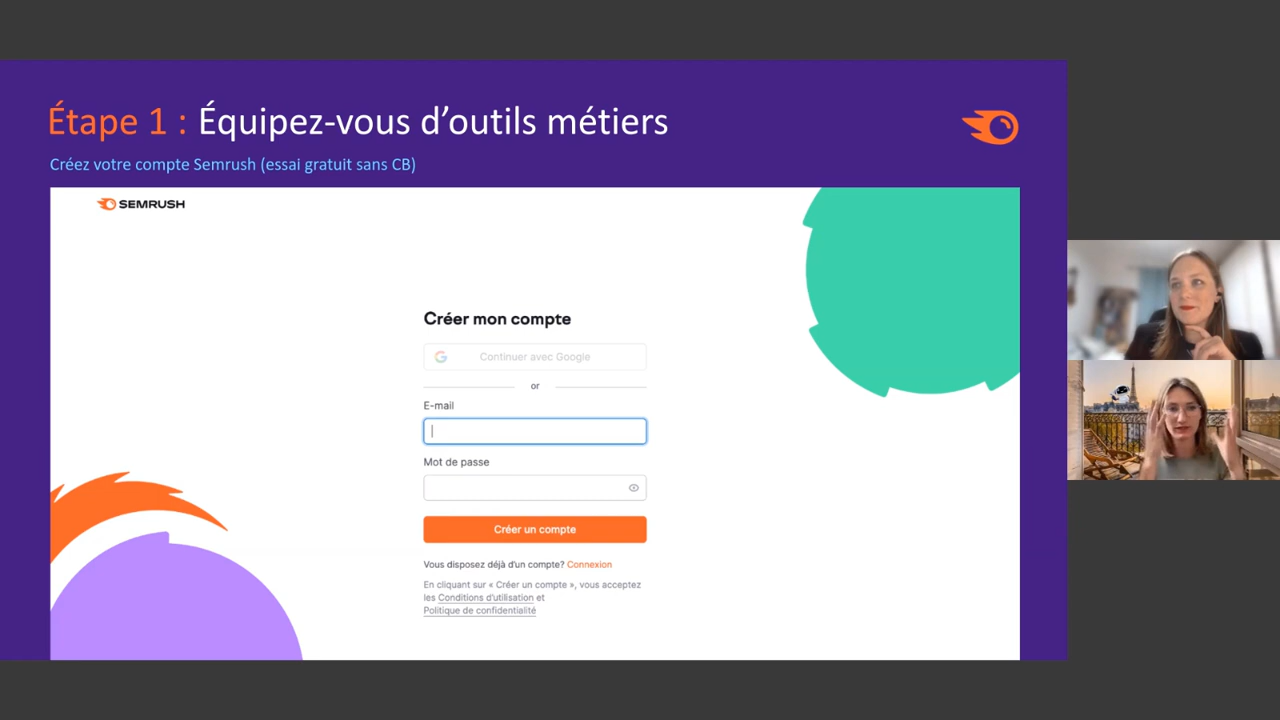 Étape 1 : Équipez-vous d’outils métiers
Créez votre compte Semrush (essai gratuit sans CB)
SEMRUSH
Créer mon compte
Continuer avec Google
or
E-mail
Mot de passe
Créer un compte
Vous disposez déjà d'un compte? Connexion
En cliquant sur « Créer un compte », vous acceptez
les Conditions d'utilisation et
Politique de confidentialité